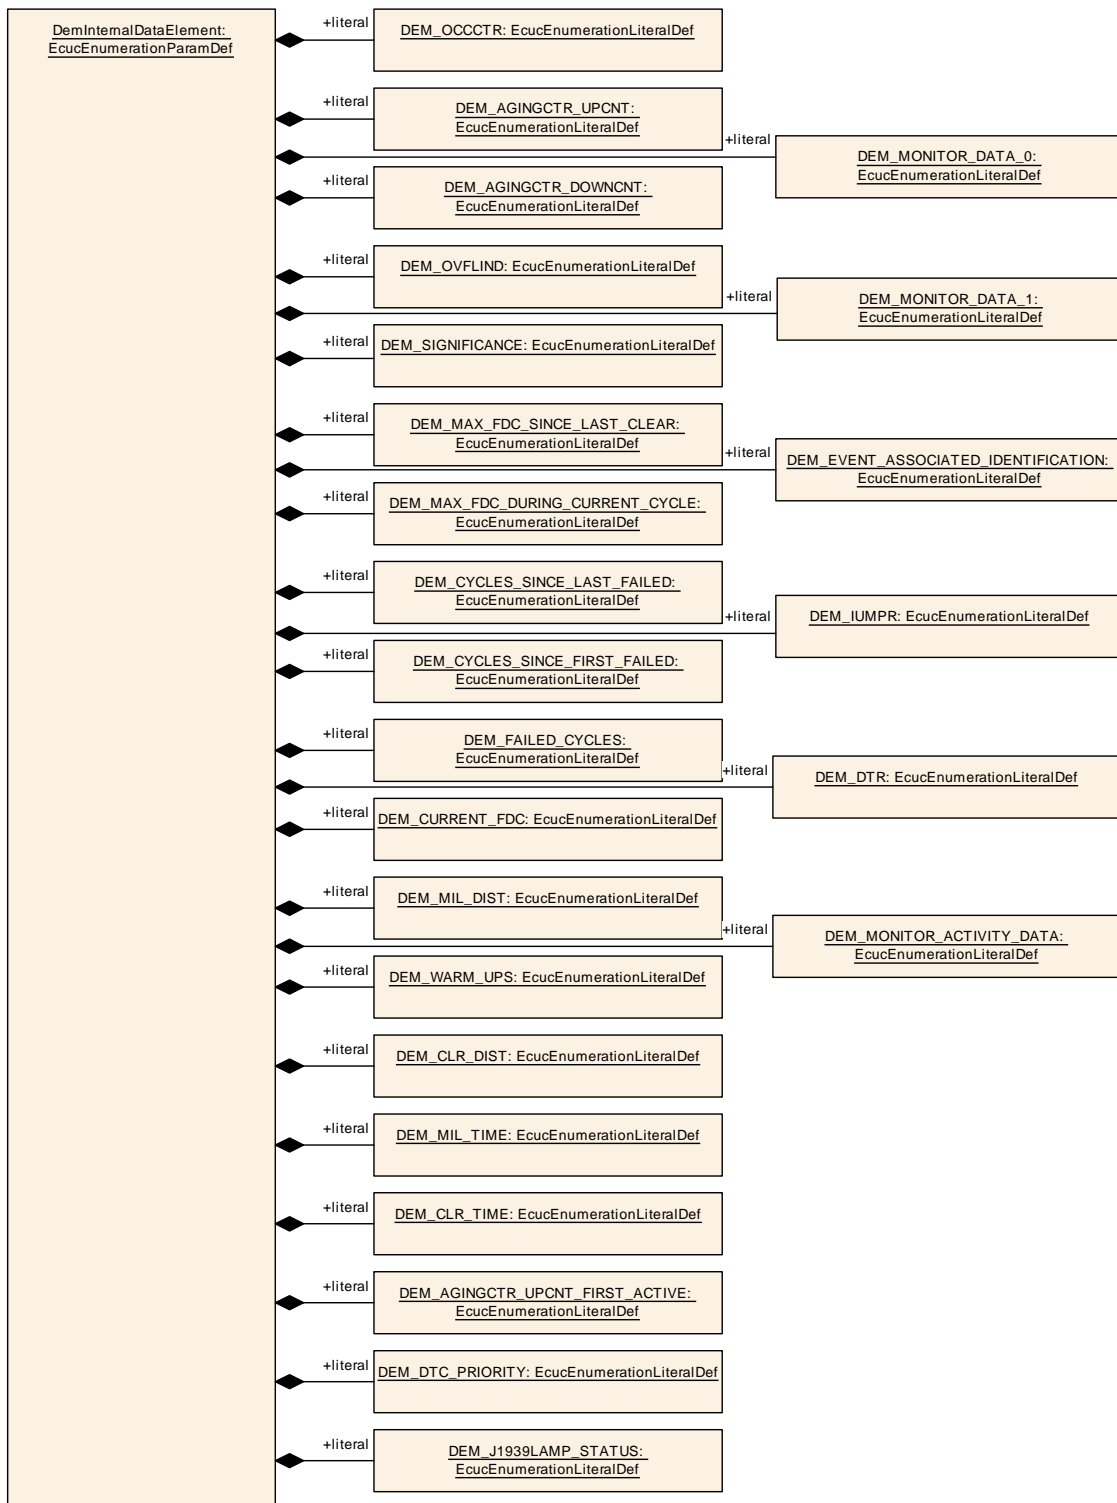 DemInternalDataElement:
EcucEnumerationParamDef
+literal
DEM_OCCCTR: EcucEnumerationLiteralDef
+literal
DEM_AGINGCTR_UPCNT:
EcucEnumerationLiteralDef
+literal
DEM_MONITOR_DATA_0:
EcucEnumerationLiteralDef
+literal
DEM_AGINGCTR_DOWNCNT:
EcucEnumerationLiteralDef
+literal
DEM_OVFLIND: EcucEnumerationLiteralDef
+literal
DEM_MONITOR_DATA_1:
EcucEnumerationLiteralDef
+literal
DEM_SIGNIFICANCE: EcucEnumerationLiteralDef
+literal
DEM_MAX_FDC_SINCE_LAST_CLEAR:
EcucEnumerationLiteralDef
+literal
DEM_EVENT_ASSOCIATED_IDENTIFICATION:
EcucEnumerationLiteralDef
+literal
DEM_MAX_FDC_DURING_CURRENT_CYCLE:
EcucEnumerationLiteralDef
+literal
DEM_CYCLES_SINCE_LAST_FAILED:
EcucEnumerationLiteralDef
+literal
DEM_IUMPR: EcucEnumerationLiteralDef
+literal
DEM_CYCLES_SINCE_FIRST_FAILED:
EcucEnumerationLiteralDef
+literal
DEM_FAILED_CYCLES:
EcucEnumerationLiteralDef
+literal
DEM_DTR: EcucEnumerationLiteralDef
+literal
DEM_CURRENT_FDC: EcucEnumerationLiteralDef
+literal
DEM_MIL_DIST: EcucEnumerationLiteralDef
+literal
DEM_MONITOR_ACTIVITY_DATA:
EcucEnumerationLiteralDef
+literal
DEM_WARM_UPS: EcucEnumerationLiteralDef
+literal
DEM_CLR_DIST: EcucEnumerationLiteralDef
+literal
DEM_MIL_TIME: EcucEnumerationLiteralDef
+literal
DEM_CLR_TIME: EcucEnumerationLiteralDef
+literal
DEM_AGINGCTR_UPCNT_FIRST_ACTIVE:
EcucEnumerationLiteralDef
+literal
DEM_DTC_PRIORITY: EcucEnumerationLiteralDef
+literal
DEM_J1939LAMP_STATUS:
EcucEnumerationLiteralDef